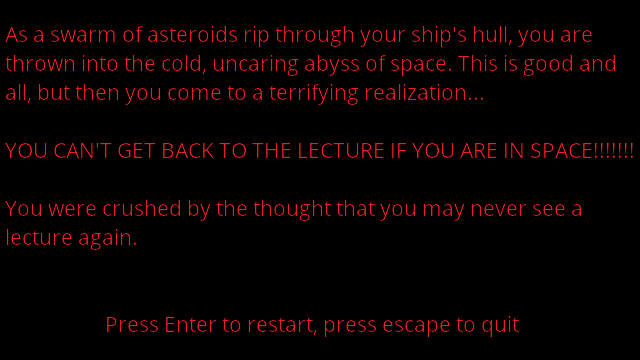 As a swarm of asteroids rip through your ship's hull, you are
thrown into the cold, uncaring abyss of space. This is good and
all, but then you come to a terrifying realization...
YOU CAN'T GET BACK TO THE LECTURE IF YOU ARE IN SPACE!!!!!!!
You were crushed by the thought that you may never see a
lecture again.
Press Enter to restart, press escape to quit